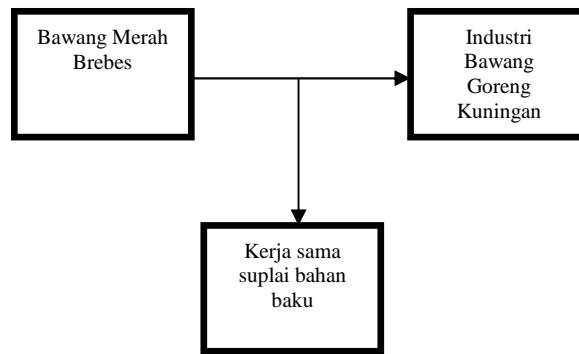 Bawang Merah
Brebes
Industri
Bawang
Goreng
Kuningan
Kerja sama
suplai bahan
baku